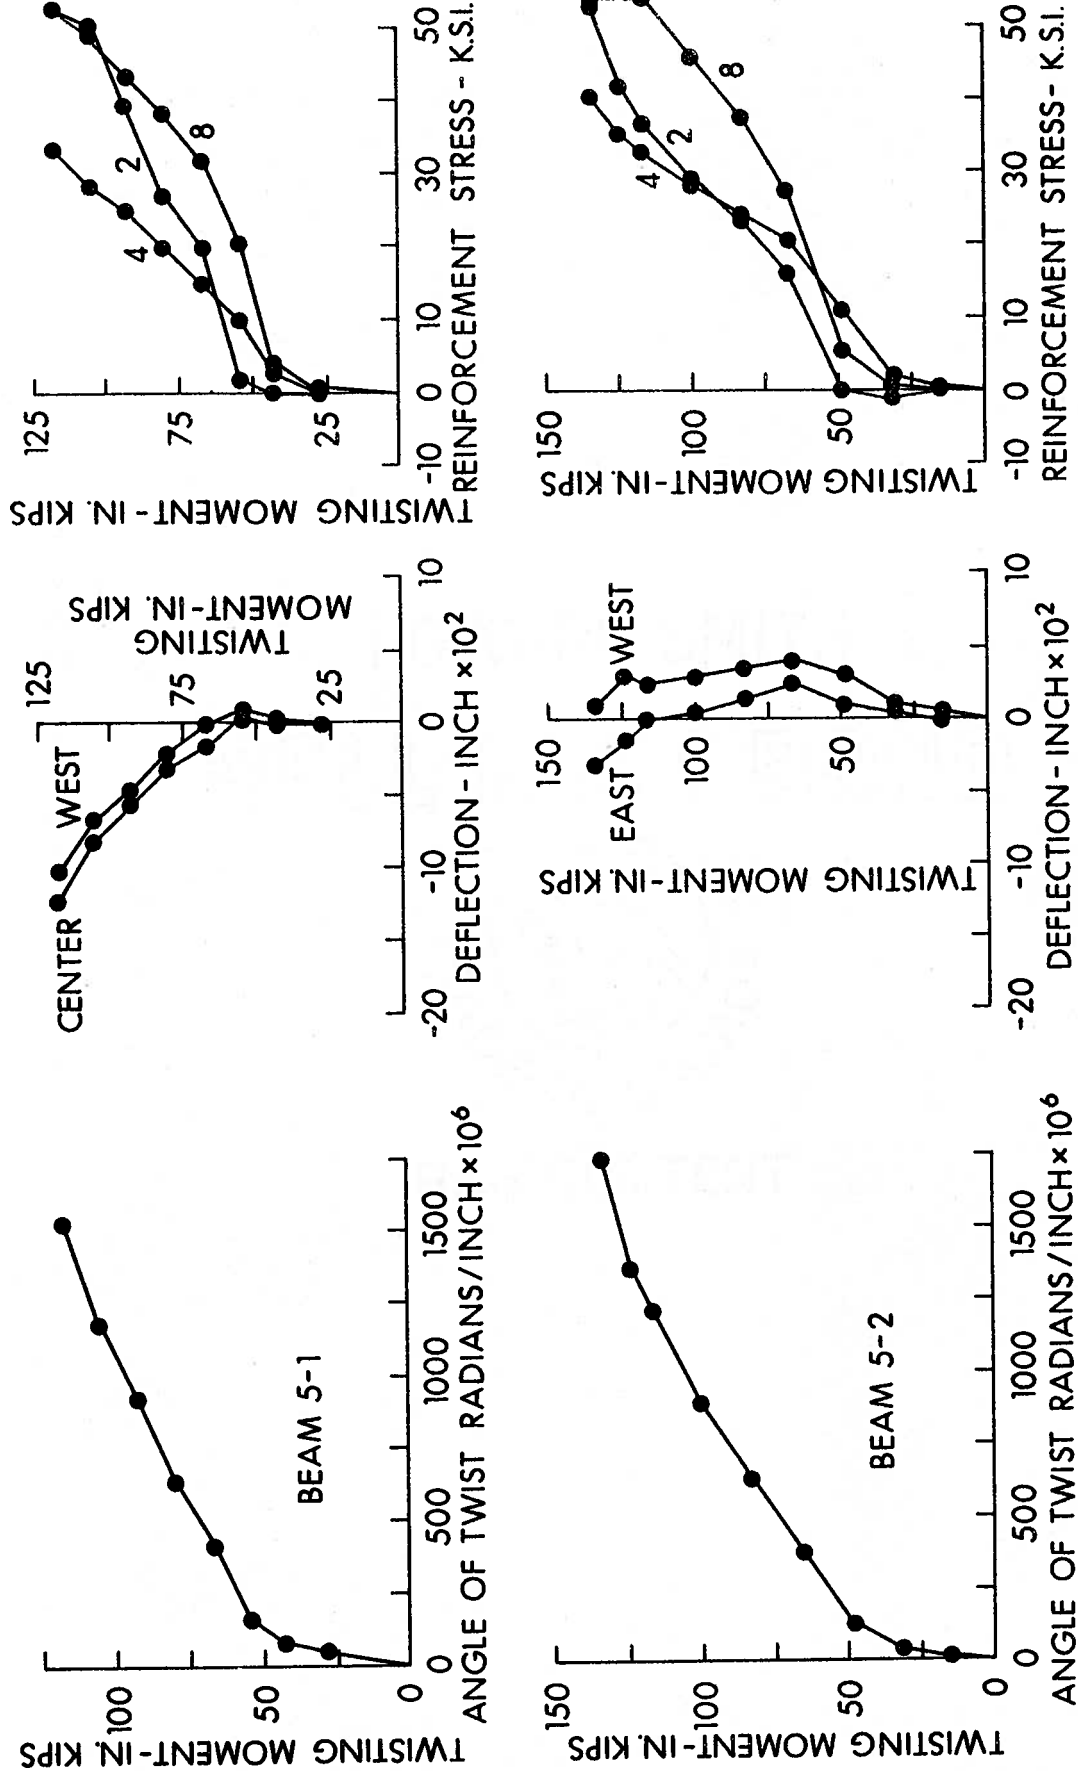 TWISTING MOMENT-IN. KIPS
100
50
0
0
500
1000
1500
ANGLE OF TWIST RADIANS/INCH×10⁶
BEAM 5-1
CENTER
WEST
125
75
25
TWISTING
MOMENT-IN. KIPS
-20
-10
0
10
DEFLECTION-INCH ×10²
TWISTING MOMENT-IN. KIPS
125
75
25
4
2
8
-10
0
10
30
50
REINFORCEMENT STRESS-K.S.I.
TWISTING MOMENT-IN. KIPS
150
100
50
0
0
500
1000
1500
ANGLE OF TWIST RADIANS/INCH×10⁶
BEAM 5-2
TWISTING MOMENT-IN. KIPS
EAST
WEST
150
100
50
-20
-10
0
10
DEFLECTION-INCH×10²
TWISTING MOMENT-IN. KIPS
150
100
50
4
2
8
-10
0
10
30
50
REINFORCEMENT STRESS-K.S.I.